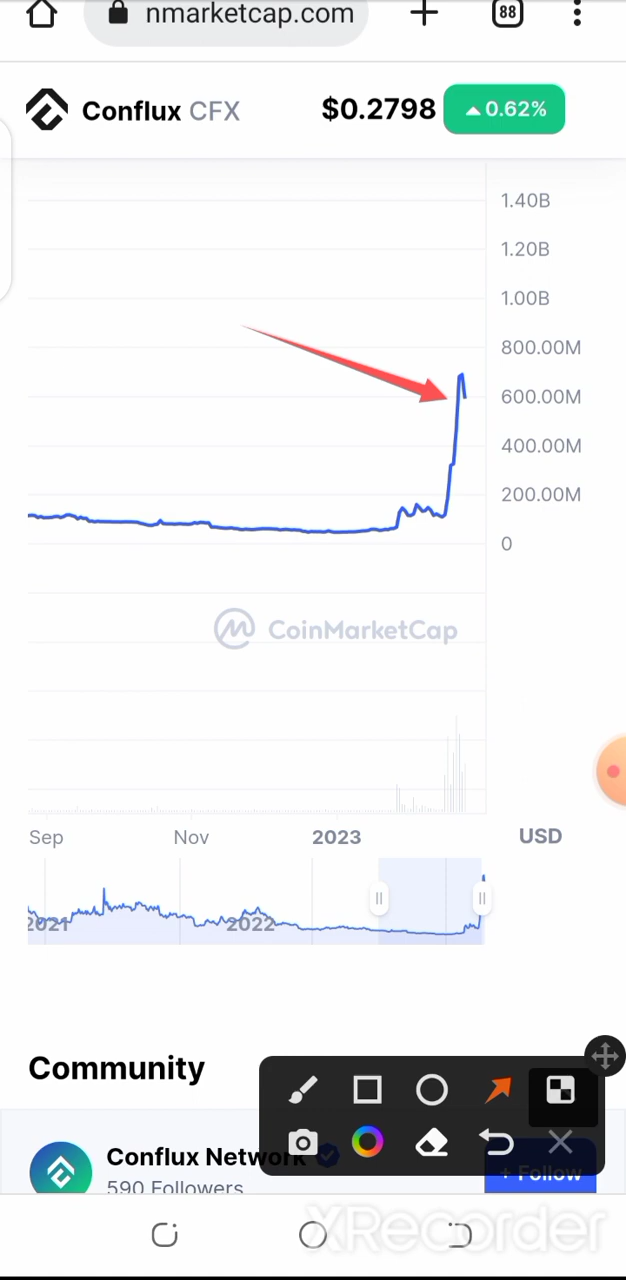 nmarketcap.com
88
Conflux CFX
$0.2798
0.62%
1.40B
1.20B
1.00B
800.00M
600.00M
400.00M
200.00M
0
CoinMarketCap
Sep
Nov
2023
USD
2021
2022
Community
Conflux Network
590 Followers
+ Follow
XRecorder